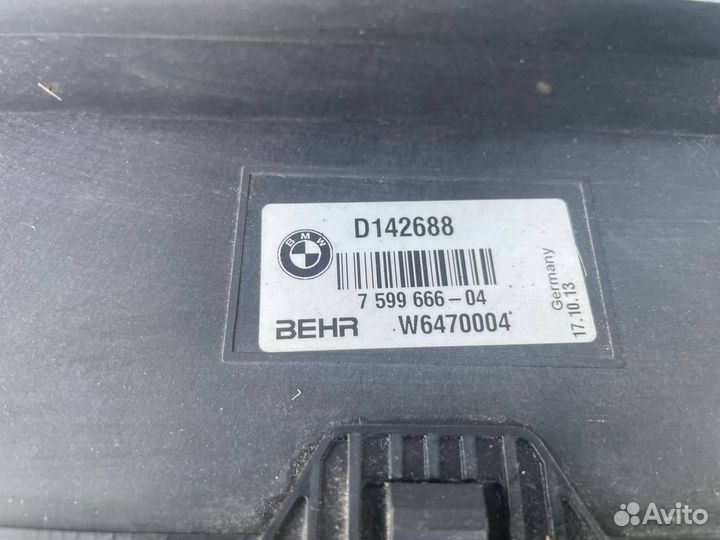 D142688
BMW
7 599 666-04
BEHR W6470004
Germany
17.10.13
Avito